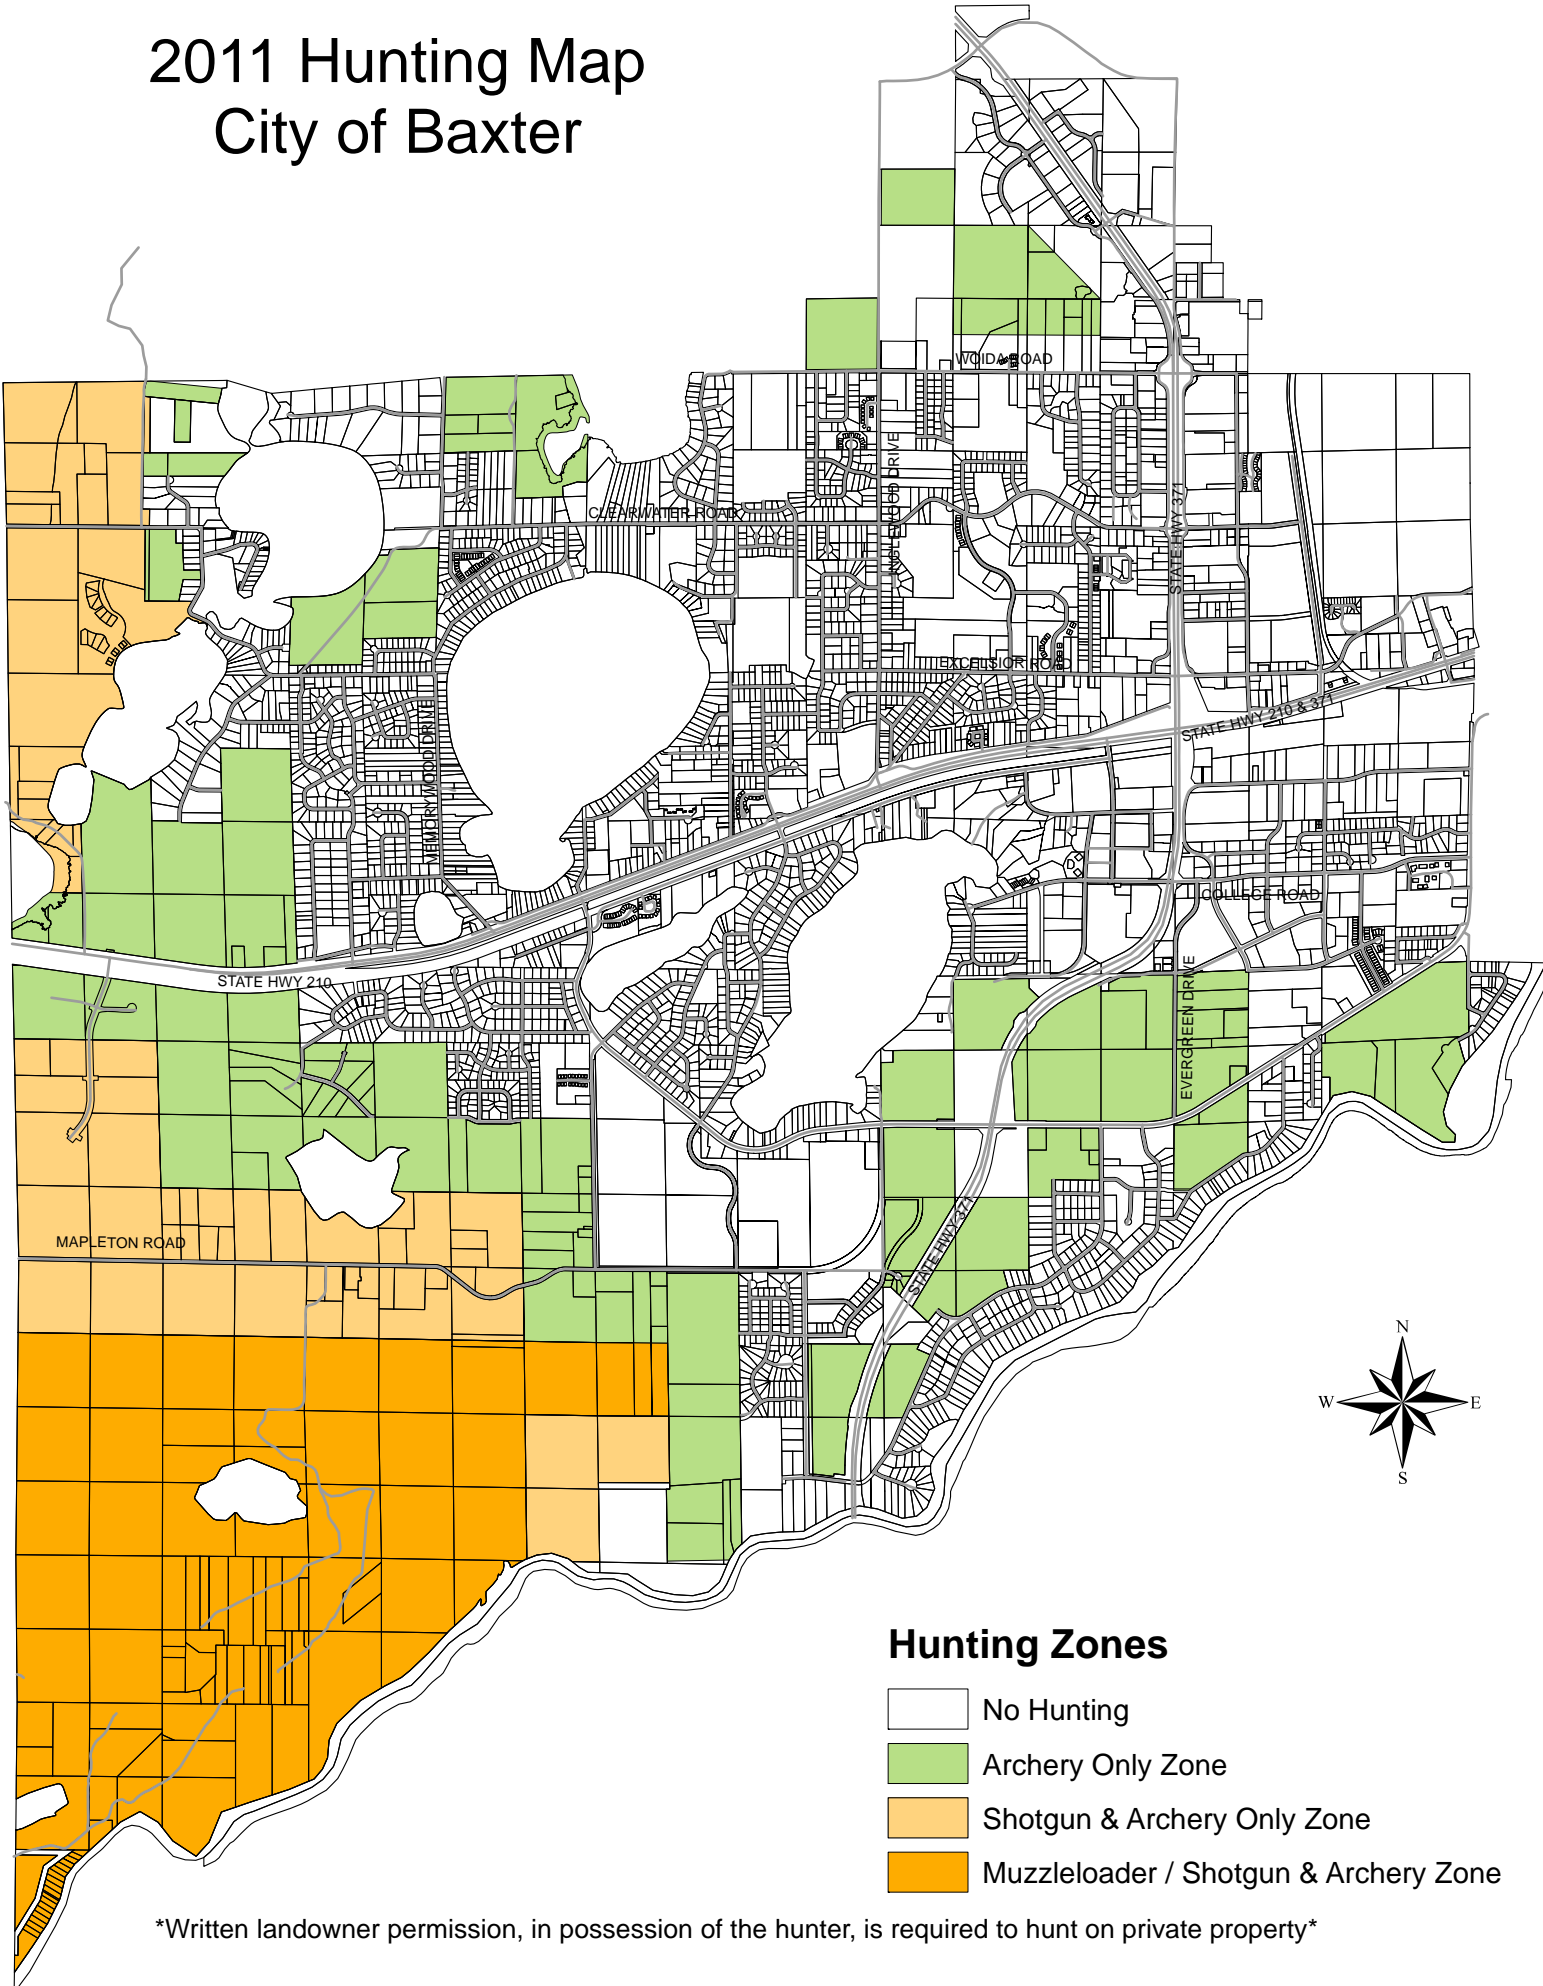 2011 Hunting Map
City of Baxter
WOIDA ROAD
INGLEWOOD DRIVE
CLEARWATER ROAD
STATE HWY 371
EXCELSIOR ROAD
MEMORYWOOD DRIVE
STATE HWY 210 & 371
COLLEGE ROAD
STATE HWY 210
EVERGREEN DRIVE
STATE HWY 371
MAPLETON ROAD
N
W
E
S
Hunting Zones
No Hunting
Archery Only Zone
Shotgun & Archery Only Zone
Muzzleloader / Shotgun & Archery Zone
*Written landowner permission, in possession of the hunter, is required to hunt on private property*